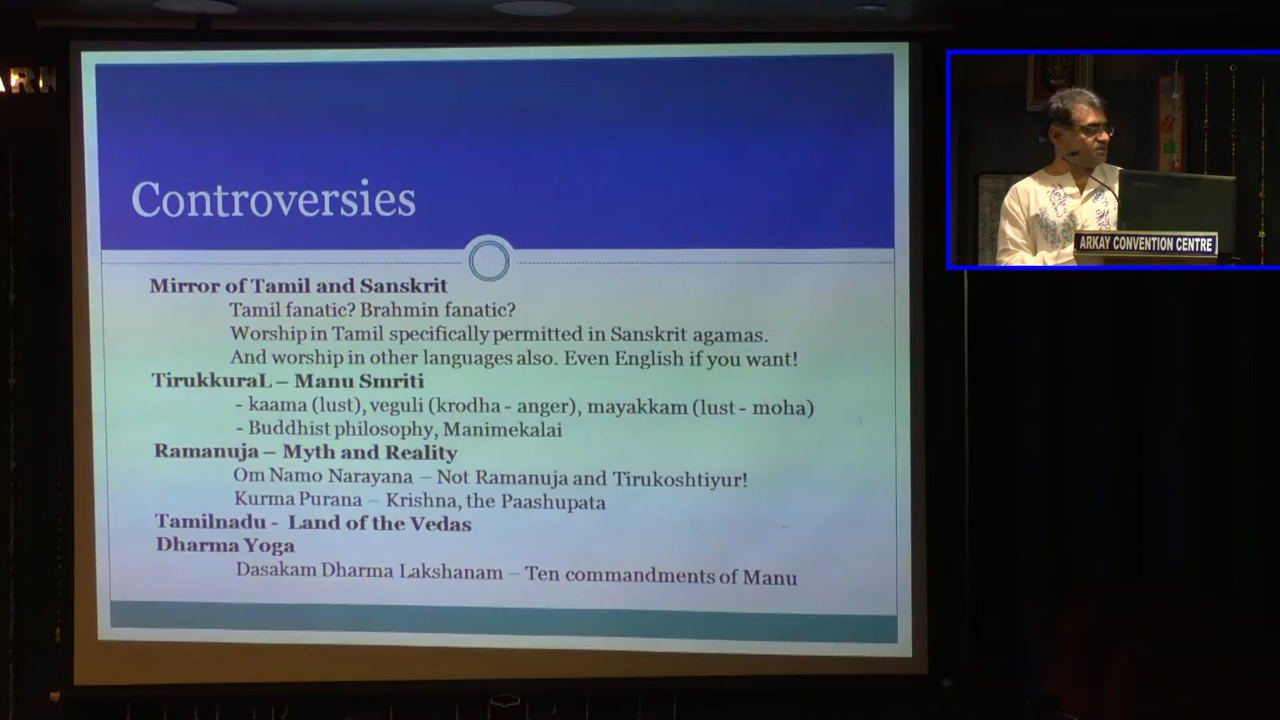 ARK
Controversies
Mirror of Tamil and Sanskrit
Tamil fanatic? Brahmin fanatic?
Worship in Tamil specifically permitted in Sanskrit agamas.
And worship in other languages also. Even English if you want!
TirukkuraL – Manu Smriti
- kaama (lust), veguli (krodha - anger), mayakkam (lust - moha)
- Buddhist philosophy, Manimekalai
Ramanuja – Myth and Reality
Om Namo Narayana – Not Ramanuja and Tirukoshtiyur!
Kurma Purana – Krishna, the Paashupata
Tamilnadu - Land of the Vedas
Dharma Yoga
Dasakam Dharma Lakshanam – Ten commandments of Manu
ARKAY CONVENTION CENTRE